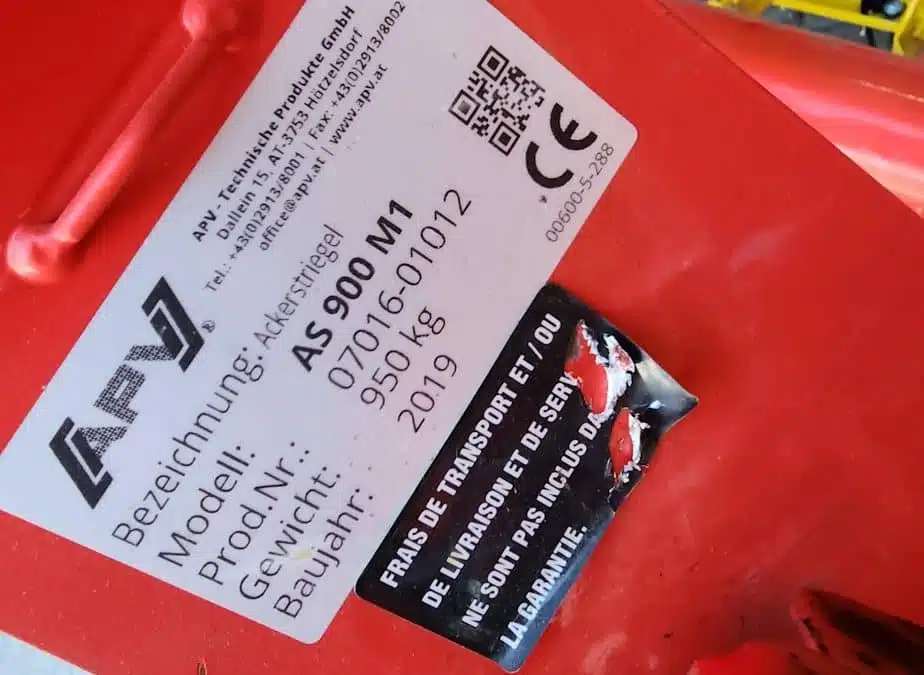 APV - Technische Produkte GmbH
Dallein 15, AT-3753 Hötzelsdorf
Tel.: +43(0)2913/8001 | Fax: +43(0)2913/8002
office@apv.at | www.apv.at
APV®
CE
00600-5-288
Bezeichnung: Ackerstriegel
Modell: AS 900 M1
Prod.Nr.: 07016-01012
Gewicht: 950 kg
Baujahr: 2019
FRAIS DE TRANSPORT ET / OU
DE LIVRAISON ET DE
NE SONT PAS INCLUS
LA GARANTIE.